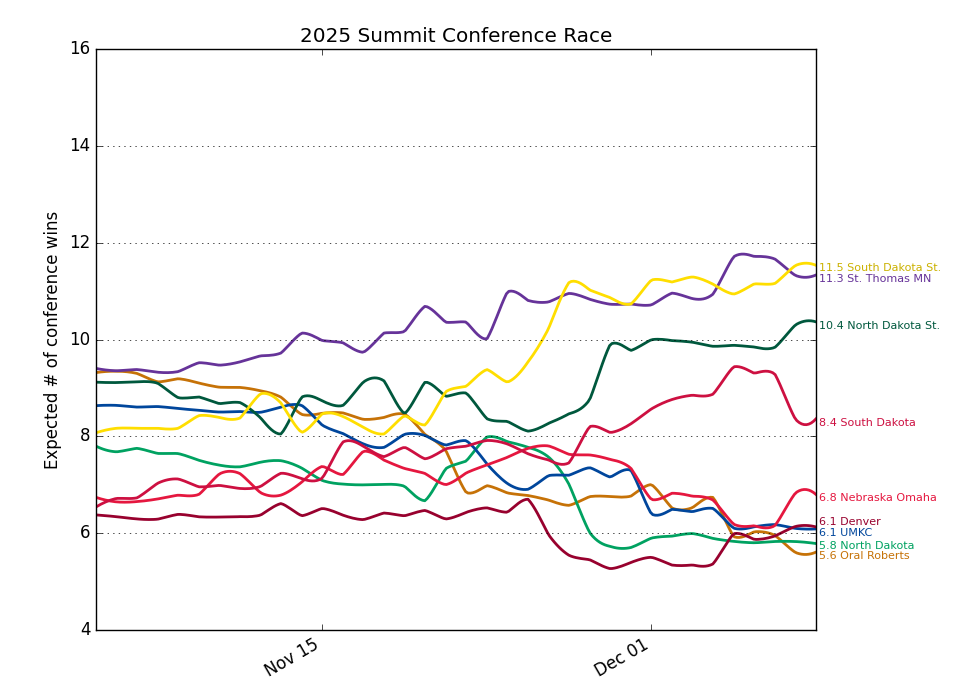 2025 Summit Conference Race
Expected # of conference wins
16
14
12
10
8
6
4
Nov 15
Dec 01
11.5 South Dakota St.
11.3 St. Thomas MN
10.4 North Dakota St.
8.4 South Dakota
6.8 Nebraska Omaha
6.1 Denver
6.1 UMKC
5.8 North Dakota
5.6 Oral Roberts